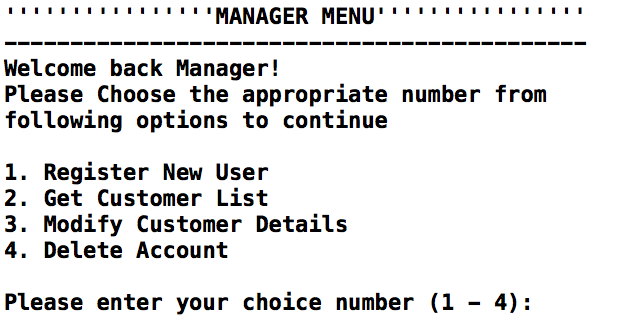 ''''''''''''''''MANAGER MENU''''''''''''''''
--------------------------------------------
Welcome back Manager!
Please Choose the appropriate number from
following options to continue

1. Register New User
2. Get Customer List
3. Modify Customer Details
4. Delete Account

Please enter your choice number (1 – 4):